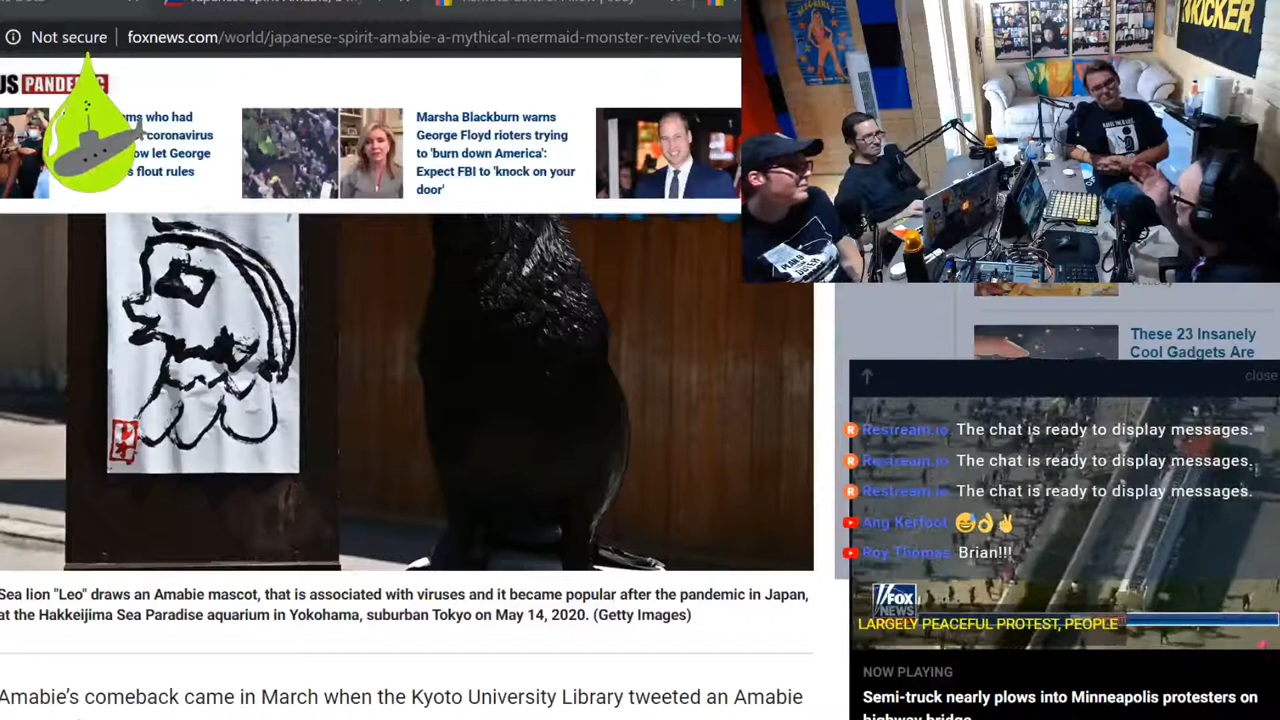 Not secure
foxnews.com/world/japanese-spirit-amabie-a-mythical-mermaid-monster-revived-to-wa
US PANDEMIC
ms who had
coronavirus
ow let George
s flout rules
Marsha Blackburn warns
George Floyd rioters trying
to 'burn down America':
Expect FBI to 'knock on your
door'
KICKER
These 23 Insanely
Cool Gadgets Are
close
Restream.io The chat is ready to display messages.
Restream.io The chat is ready to display messages.
Restream.io The chat is ready to display messages.
Ang Kerfoot 😅👌✌
Roy Thomas Brian!!!
FOX
NEWS
LARGELY PEACEFUL PROTEST, PEOPLE
NOW PLAYING
Semi-truck nearly plows into Minneapolis protesters on
highway bridge
Sea lion "Leo" draws an Amabie mascot, that is associated with viruses and it became popular after the pandemic in Japan,
at the Hakkeijima Sea Paradise aquarium in Yokohama, suburban Tokyo on May 14, 2020. (Getty Images)
Amabie's comeback came in March when the Kyoto University Library tweeted an Amabie